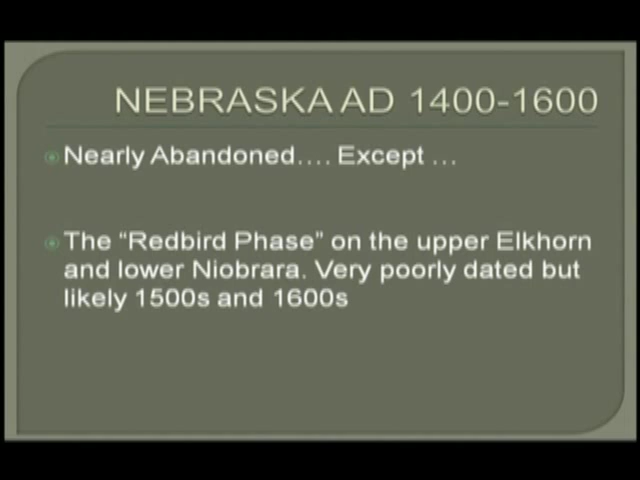 NEBRASKA AD 1400-1600
Nearly Abandoned.... Except ...
The “Redbird Phase” on the upper Elkhorn
and lower Niobrara. Very poorly dated but
likely 1500s and 1600s